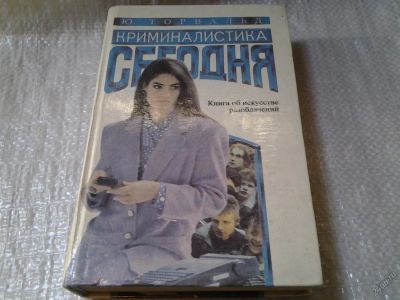 Ю. ТОРВАЛЬД
КРИМИНАЛИСТИКА
СЕГОДНЯ
Книга об искусстве
разоблачений